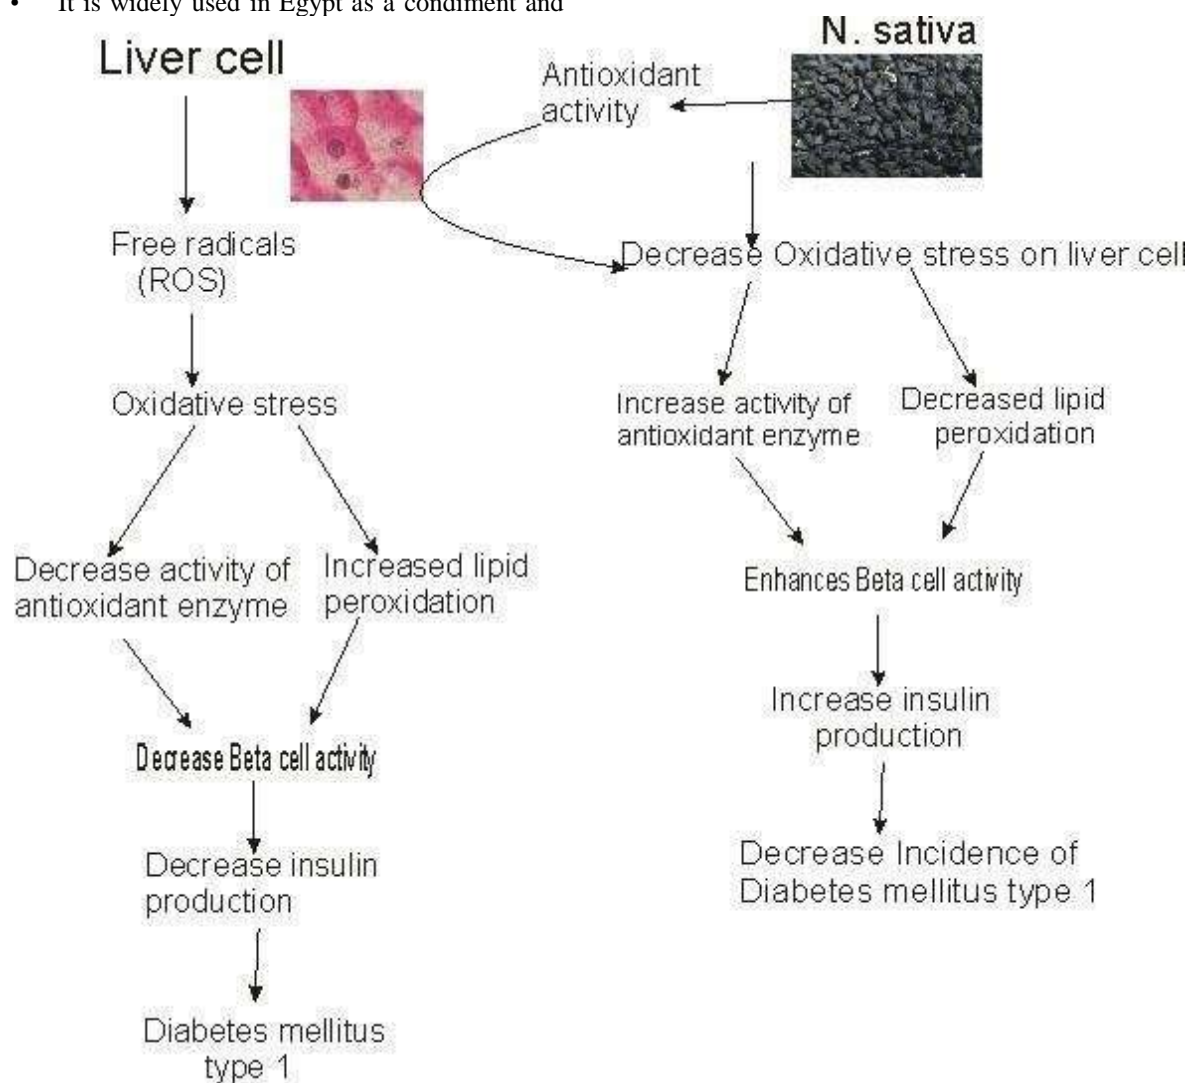 • It is widely used in Egypt as a condiment and
Liver cell
Free radicals
(ROS)
Oxidative stress
Decrease activity of
antioxidant enzyme
Increased lipid
peroxidation
Decrease Beta cell activity
Decrease insulin
production
Diabetes mellitus
type 1
N. sativa
Antioxidant
activity
Decrease Oxidative stress on liver cell
Increase activity of
antioxidant enzyme
Decreased lipid
peroxidation
Enhances Beta cell activity
Increase insulin
production
Decrease Incidence of
Diabetes mellitus type 1